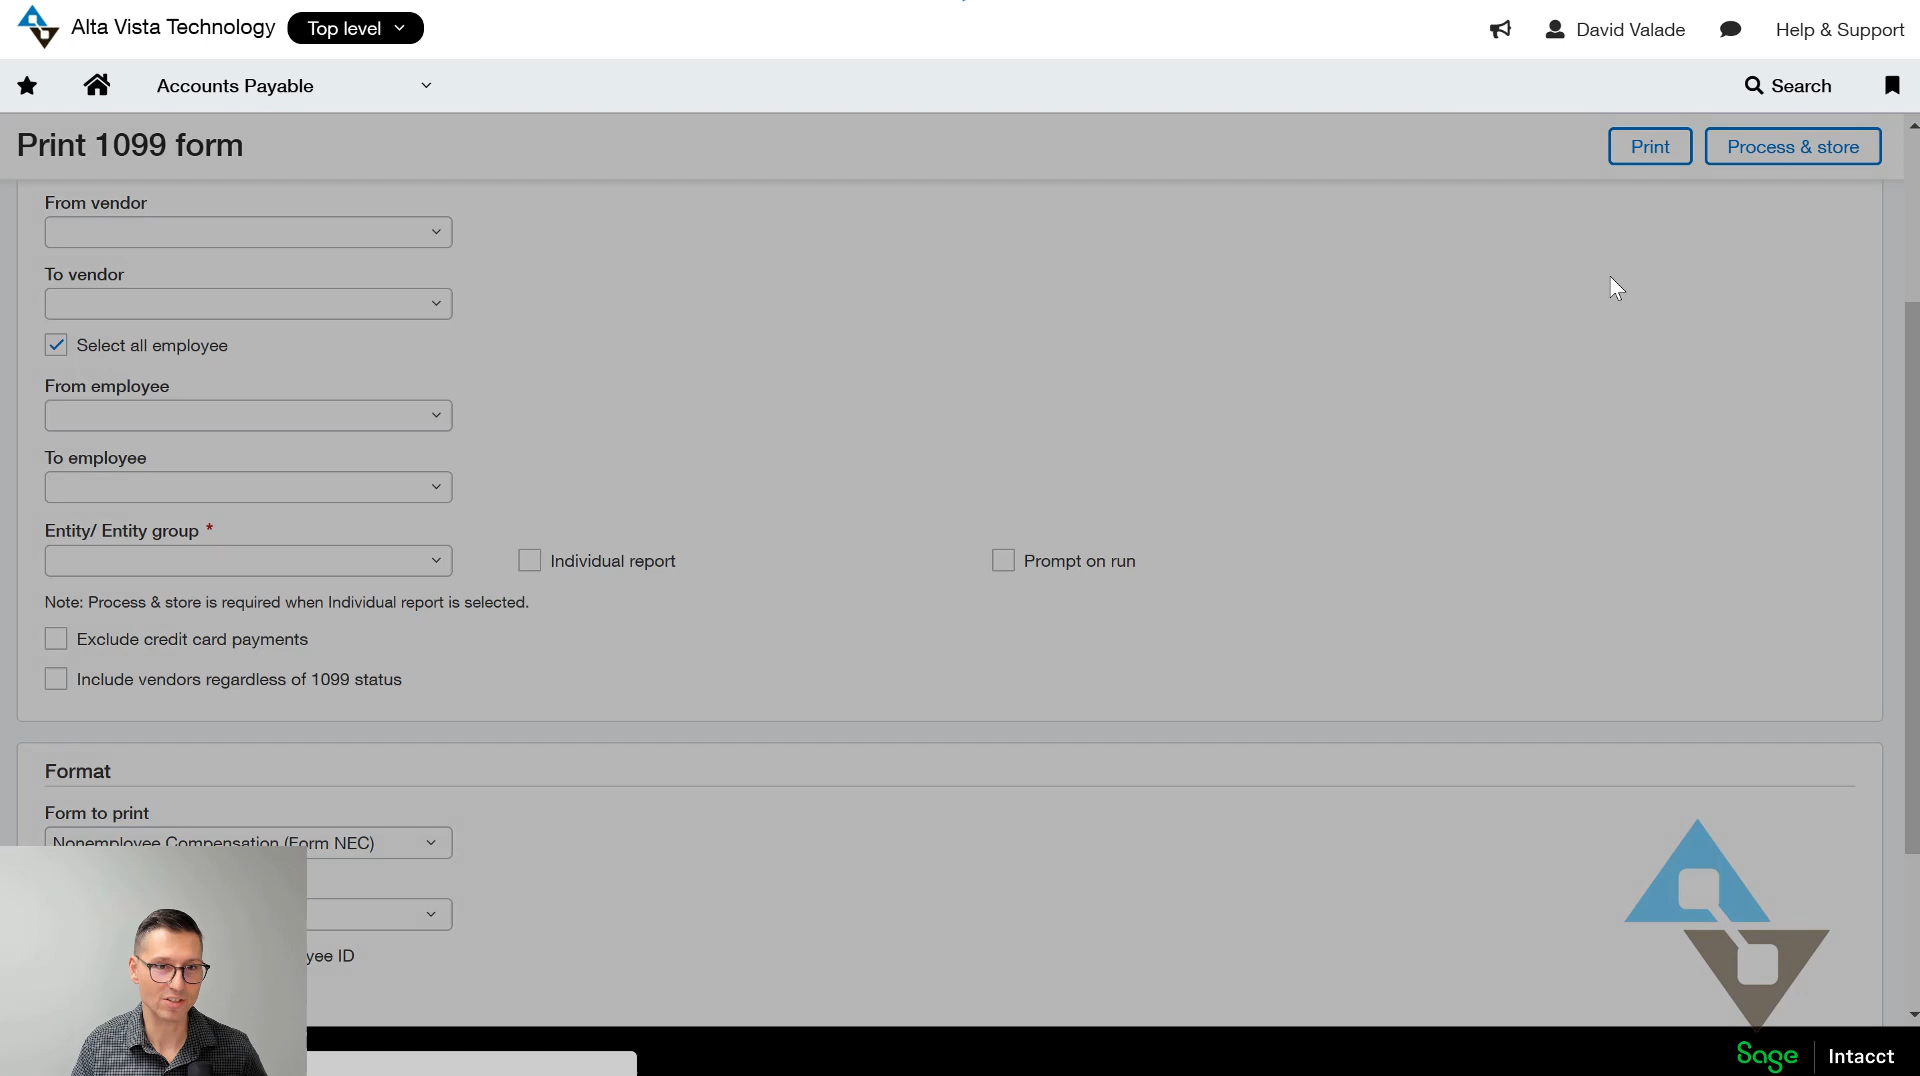 Alta Vista Technology
Top level
David Valade
Help & Support
Accounts Payable
Search
Print 1099 form
Print
Process & store
From vendor
To vendor
Select all employee
From employee
To employee
Entity/ Entity group *
Individual report
Prompt on run
Note: Process & store is required when Individual report is selected.
Exclude credit card payments
Include vendors regardless of 1099 status
Format
Form to print
Nonemployee Compensation (Form NEC)
yee ID
Sage
Intacct